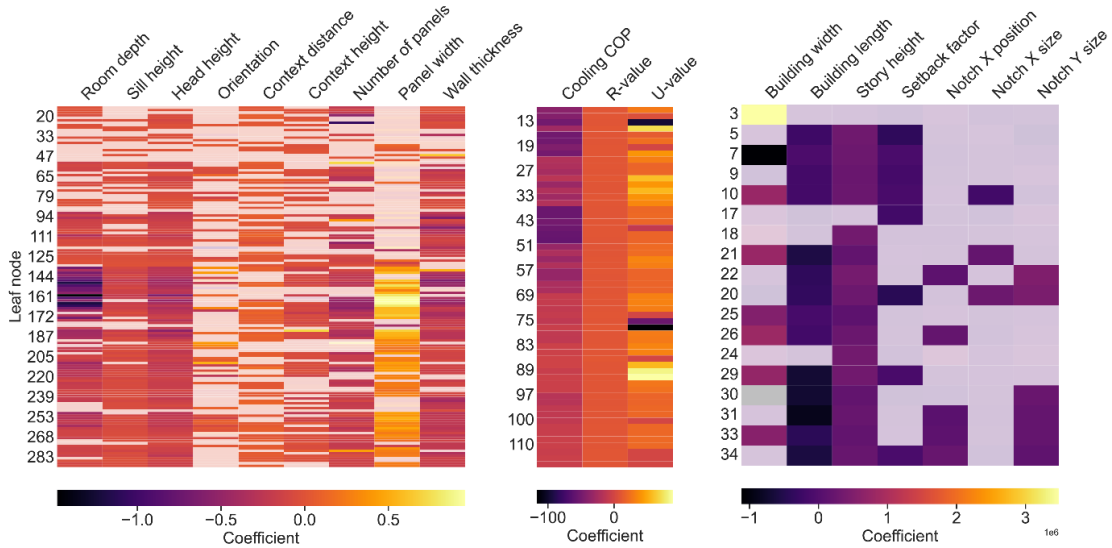 Room depth
Sill height
Head height
Orientation
Context distance
Context height
Number of panels
Panel width
Wall thickness
Leaf node
20
33
47
65
79
94
111
125
144
161
172
187
205
220
239
253
268
283
−1.0
−0.5
0.0
0.5
Coefficient
Cooling COP
R-value
U-value
13
19
27
33
43
51
57
69
75
83
89
97
100
110
−100
0
Coefficient
Building width
Building length
Story height
Setback factor
Notch X position
Notch X size
Notch Y size
3
5
7
9
10
17
18
21
22
20
25
26
24
29
30
31
33
34
−1
0
1
2
3
1e6
Coefficient